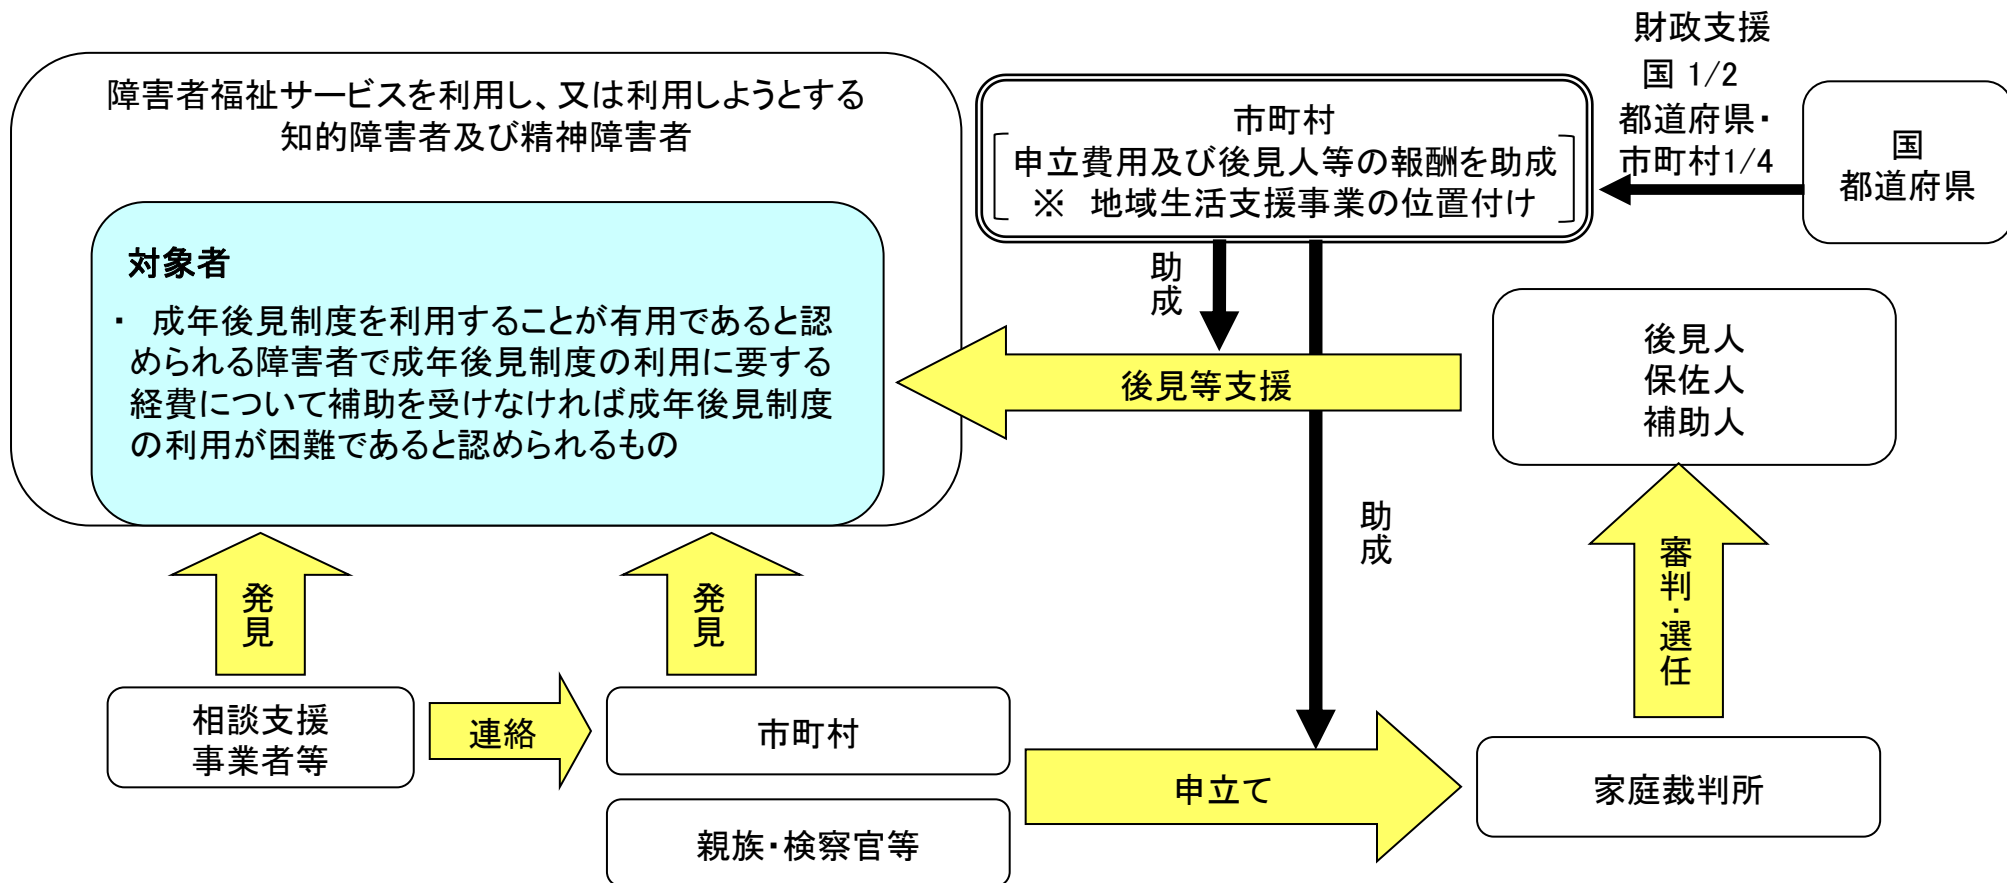 障害者福祉サービスを利用し、又は利用しようとする
知的障害者及び精神障害者
対象者
・ 成年後見制度を利用することが有用であると認
められる障害者で成年後見制度の利用に要する
経費について補助を受けなければ成年後見制度
の利用が困難であると認められるもの
市町村
申立費用及び後見人等の報酬を助成
※ 地域生活支援事業の位置付け
財政支援
国 1/2
都道府県・
市町村1/4
国
都道府県
助成
後見等支援
後見人
保佐人
補助人
助成
審判・選任
発見
発見
相談支援
事業者等
連絡
市町村
親族・検察官等
申立て
家庭裁判所